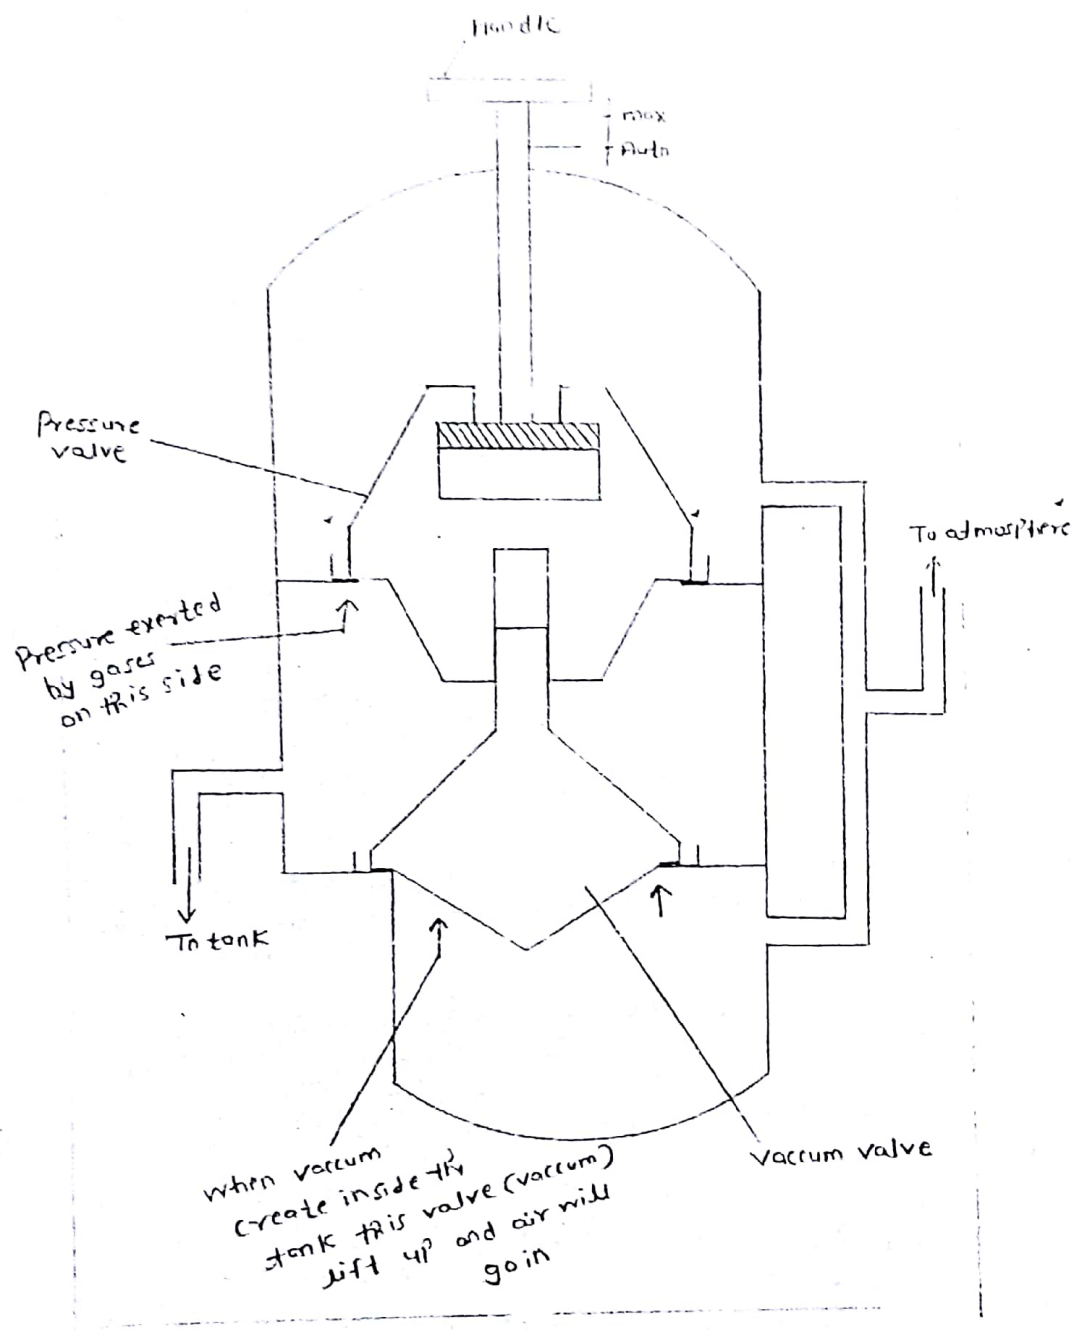 Handle
max
Auto
Pressure
valve
To atmosphere
Pressure exerted
by gases
on this side
To tank
Vaccum valve
When vaccum
create inside the
tank this valve (vaccum)
lift up and air will
go in